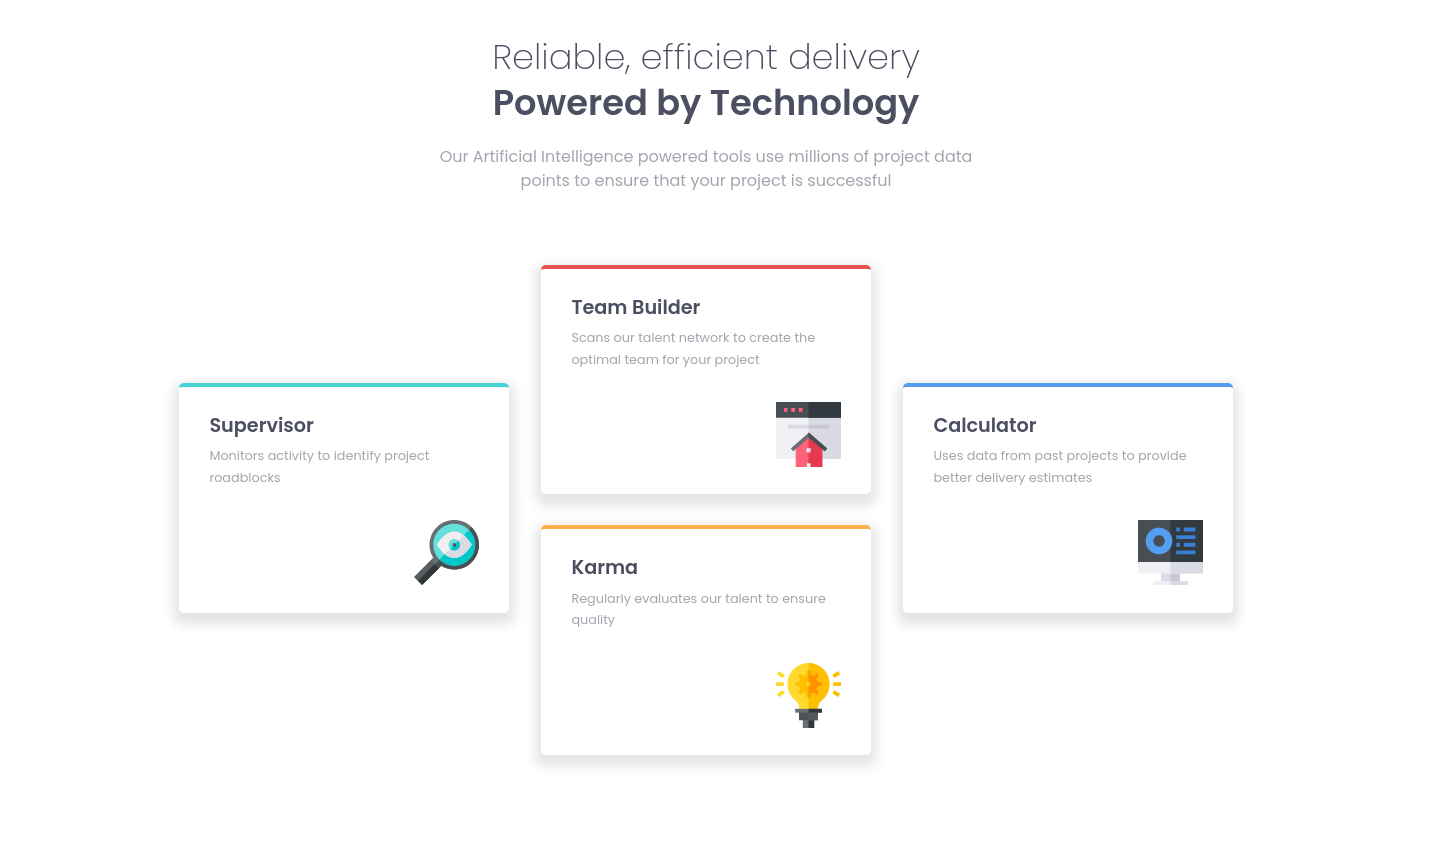 Reliable, efficient delivery
Powered by Technology
Our Artificial Intelligence powered tools use millions of project data
points to ensure that your project is successful
Supervisor
Monitors activity to identify project
roadblocks
Team Builder
Scans our talent network to create the
optimal team for your project
Karma
Regularly evaluates our talent to ensure
quality
Calculator
Uses data from past projects to provide
better delivery estimates